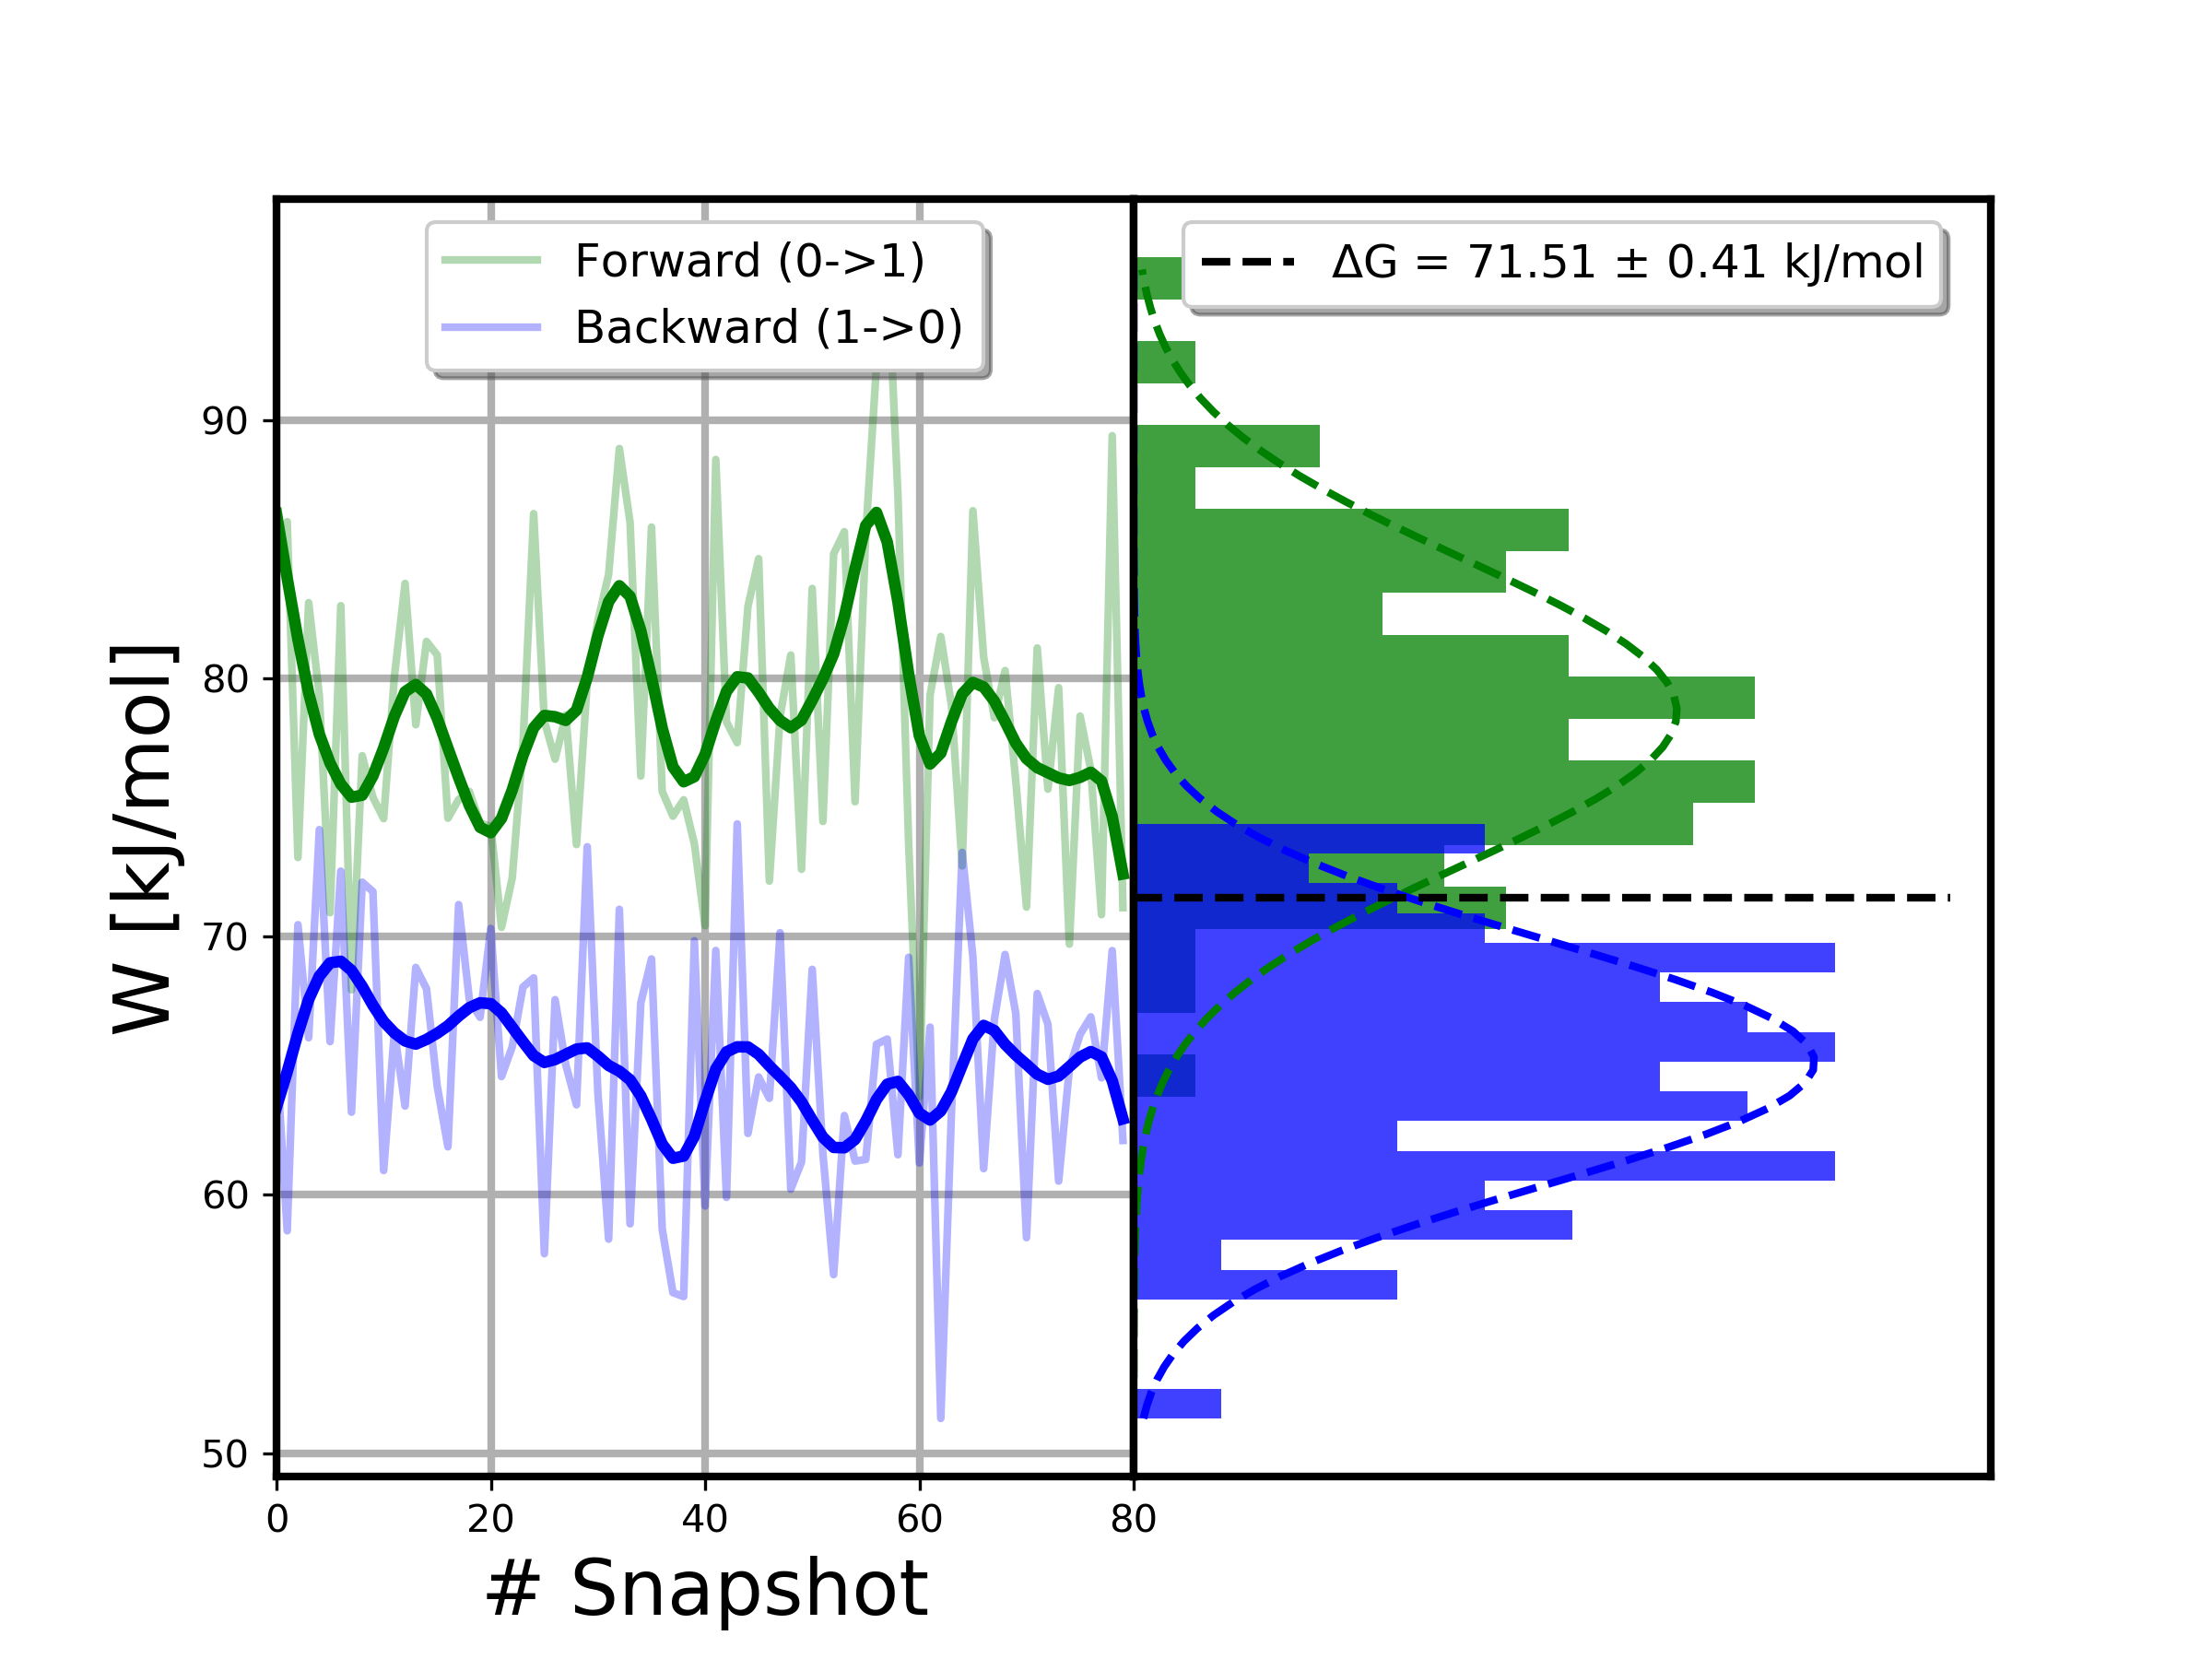 Forward (0->1)
Backward (1->0)
ΔG = 71.51 ± 0.41 kJ/mol
W [kJ/mol]
90
80
70
60
50
0 20 40 60 80
# Snapshot